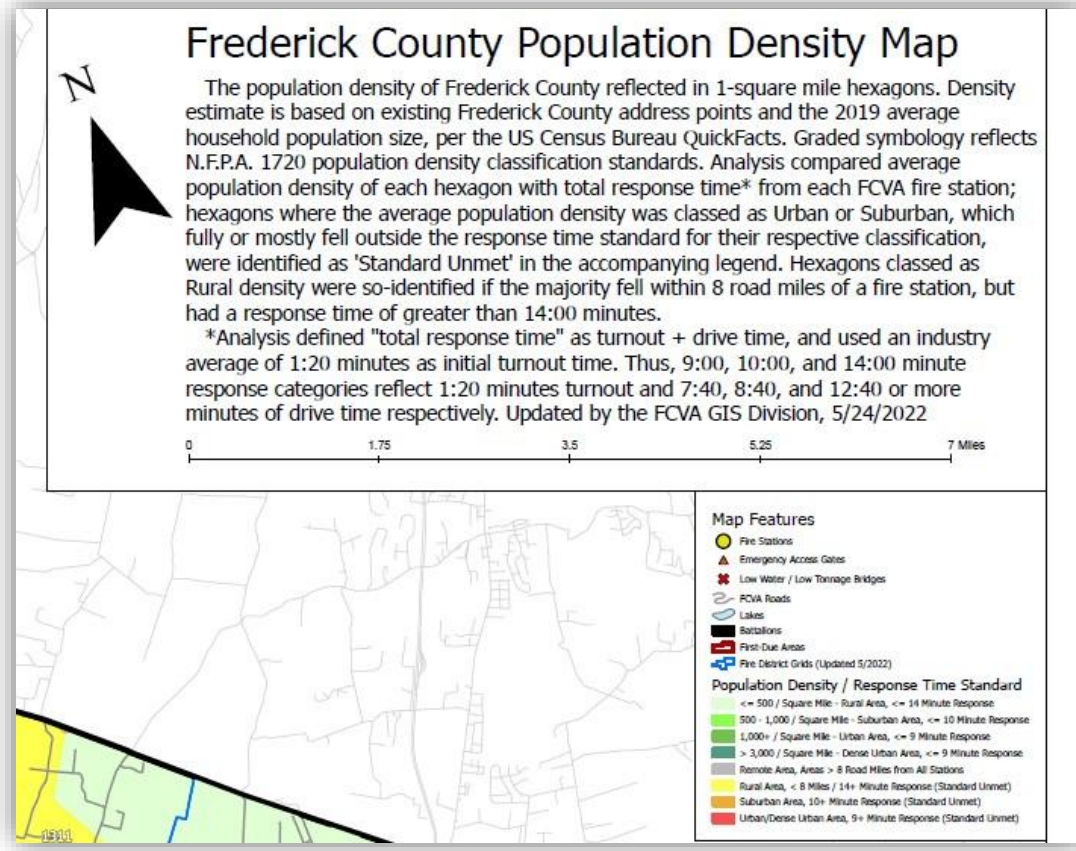 Frederick County Population Density Map
N
The population density of Frederick County reflected in 1-square mile hexagons. Density
estimate is based on existing Frederick County address points and the 2019 average
household population size, per the US Census Bureau QuickFacts. Graded symbology reflects
N.F.P.A. 1720 population density classification standards. Analysis compared average
population density of each hexagon with total response time* from each FCVA fire station;
hexagons where the average population density was classed as Urban or Suburban, which
fully or mostly fell outside the response time standard for their respective classification,
were identified as 'Standard Unmet' in the accompanying legend. Hexagons classed as
Rural density were so-identified if the majority fell within 8 road miles of a fire station, but
had a response time of greater than 14:00 minutes.
*Analysis defined "total response time" as turnout + drive time, and used an industry
average of 1:20 minutes as initial turnout time. Thus, 9:00, 10:00, and 14:00 minute
response categories reflect 1:20 minutes turnout and 7:40, 8:40, and 12:40 or more
minutes of drive time respectively. Updated by the FCVA GIS Division, 5/24/2022
0 1.75 3.5 5.25 7 Miles
Map Features
Fire Stations
Emergency Access Gates
Low Water / Low Tonnage Bridges
FCVA Roads
Lakes
Battalions
First-Due Areas
Fire District Grids (Updated 5/2022)
Population Density / Response Time Standard
<= 500 / Square Mile - Rural Area, <= 14 Minute Response
500 - 1,000 / Square Mile - Suburban Area, <= 10 Minute Response
1,000+ / Square Mile - Urban Area, <= 9 Minute Response
> 3,000 / Square Mile - Dense Urban Area, <= 9 Minute Response
Remote Area, Areas > 8 Road Miles from All Stations
Rural Area, < 8 Miles / 14+ Minute Response (Standard Unmet)
Suburban Area, 10+ Minute Response (Standard Unmet)
Urban/Dense Urban Area, 9+ Minute Response (Standard Unmet)
1311